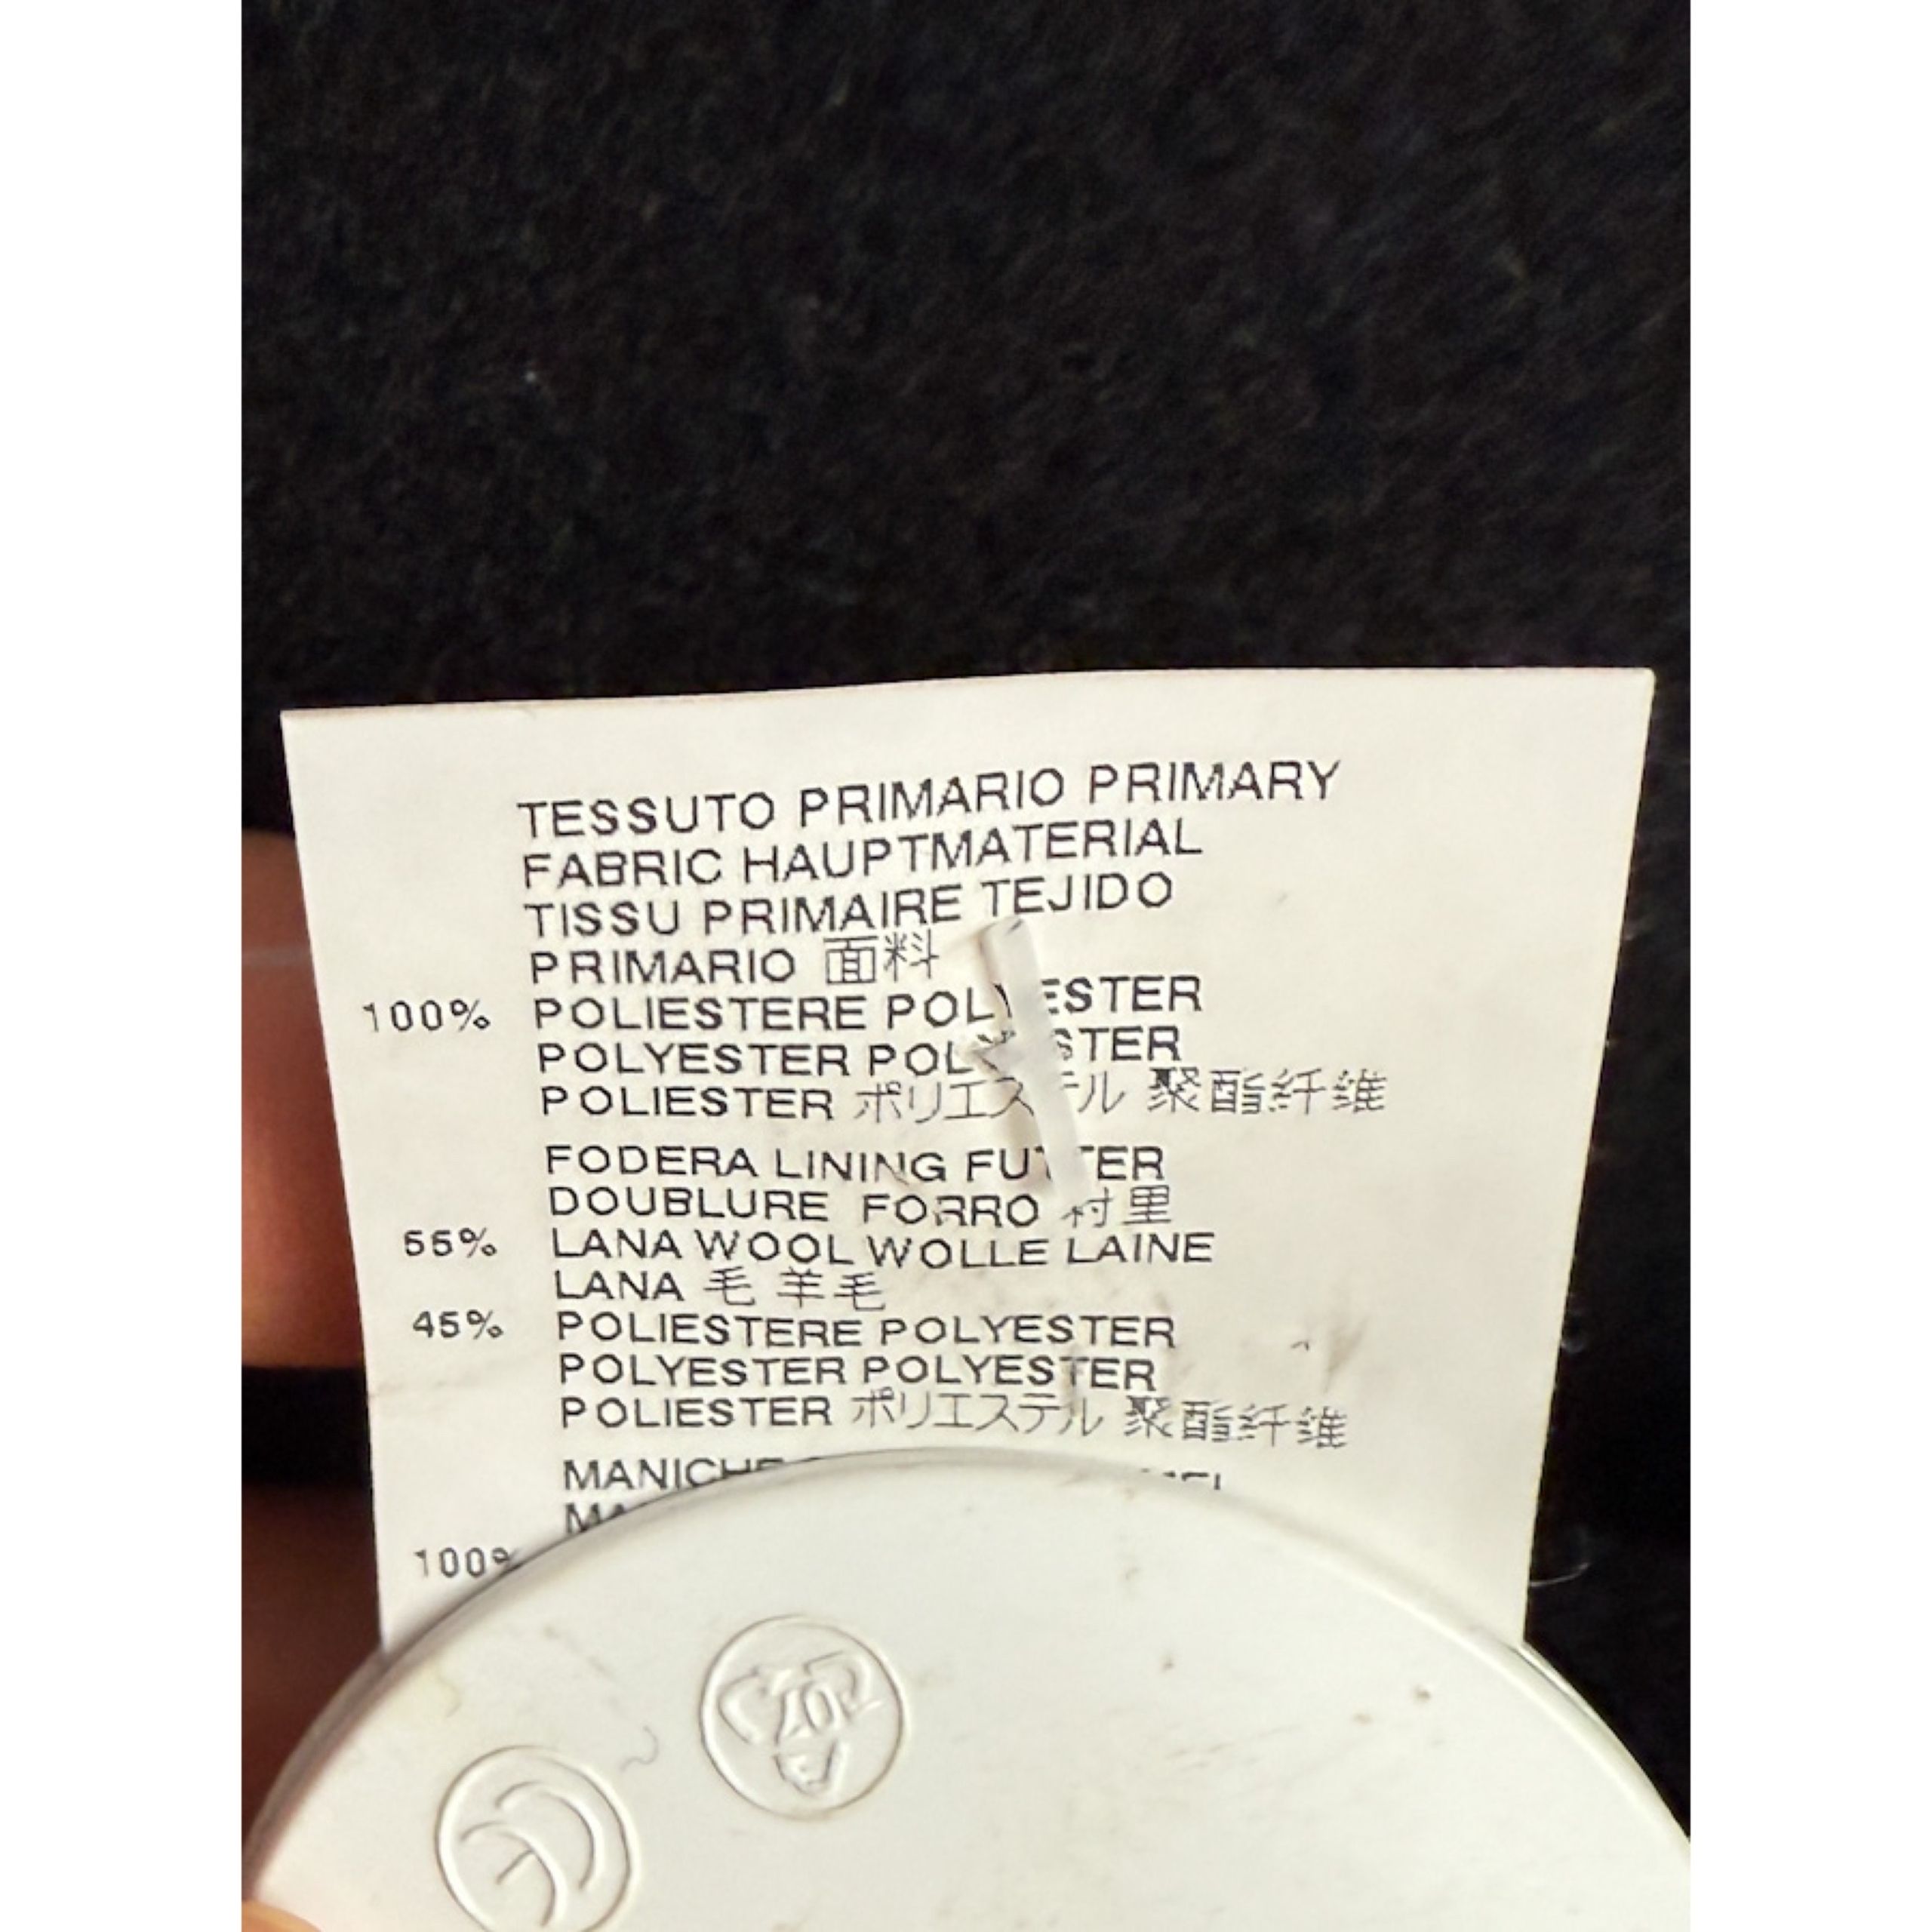 TESSUTO PRIMARIO PRIMARY
FABRIC HAUPTMATERIAL
TISSU PRIMAIRE TEJIDO
PRIMARIO 面料
100% POLIESTERE POLYESTER
POLYESTER POLYESTER
POLIESTER ポリエステル 聚酯纤维
FODERA LINING FUTTER
DOUBLURE FORRO 衬里
55% LANA WOOL WOLLE LAINE
LANA 毛 羊毛
45% POLIESTERE POLYESTER
POLYESTER POLYESTER
POLIESTER ポリエステル 聚酯纤维
MANICHE
100%